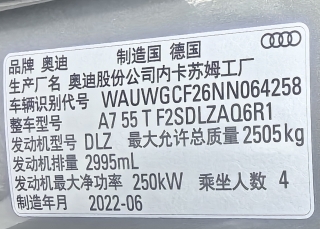 品牌 奥迪 制造国 德国
生产厂名 奥迪股份公司内卡苏姆工厂
车辆识别代号 WAUWGCF26NN064258
整车型号 A7 55 T F2SDLZAQ6R1
发动机型号 DLZ 最大允许总质量 2505kg
发动机排量 2995mL
发动机最大净功率 250kW 乘坐人数 4
制造年月 2022-06